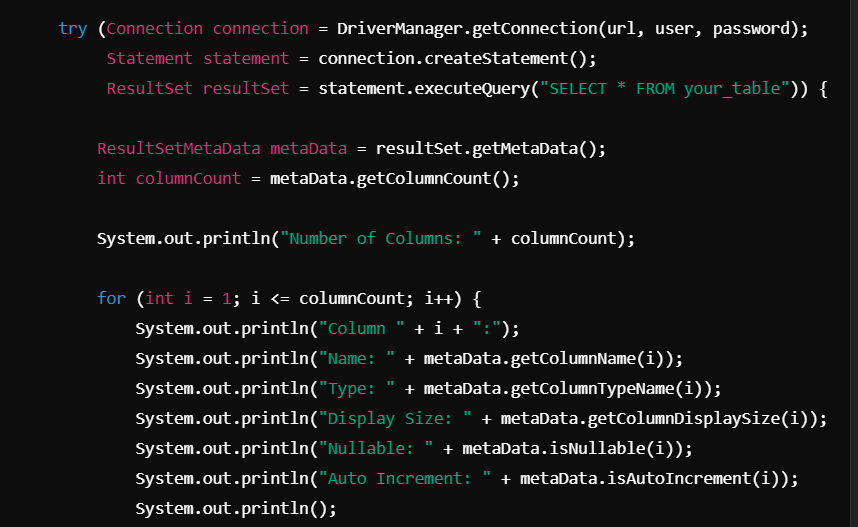 try (Connection connection = DriverManager.getConnection(url, user, password);
Statement statement = connection.createStatement();
ResultSet resultSet = statement.executeQuery("SELECT * FROM your_table")) {
ResultSetMetaData metaData = resultSet.getMetaData();
int columnCount = metaData.getColumnCount();
System.out.println("Number of Columns: " + columnCount);
for (int i = 1; i <= columnCount; i++) {
System.out.println("Column " + i + ":");
System.out.println("Name: " + metaData.getColumnName(i));
System.out.println("Type: " + metaData.getColumnTypeName(i));
System.out.println("Display Size: " + metaData.getColumnDisplaySize(i));
System.out.println("Nullable: " + metaData.isNullable(i));
System.out.println("Auto Increment: " + metaData.isAutoIncrement(i));
System.out.println();